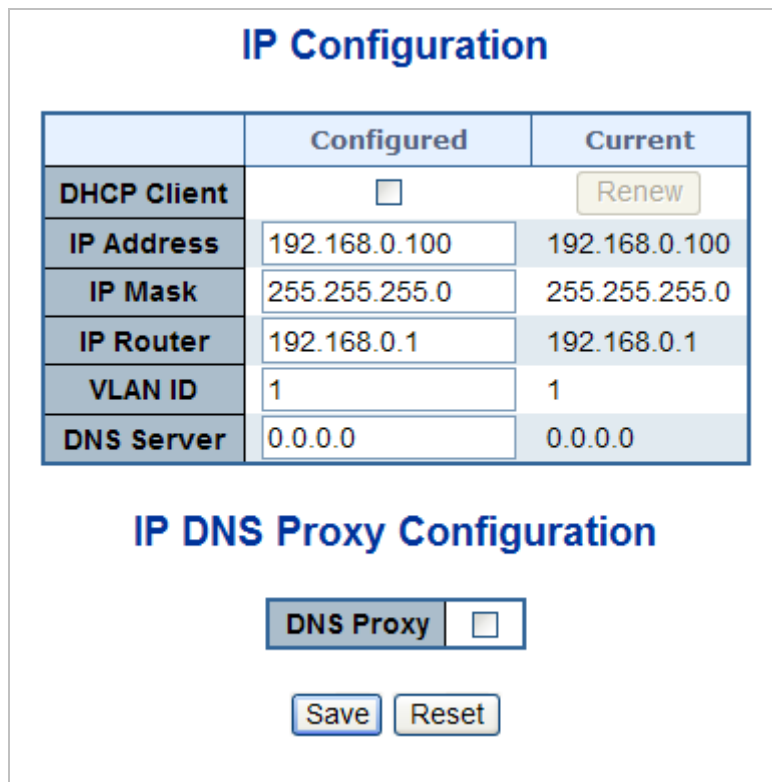 IP Configuration
Configured Current
DHCP Client Renew
IP Address 192.168.0.100 192.168.0.100
IP Mask 255.255.255.0 255.255.255.0
IP Router 192.168.0.1 192.168.0.1
VLAN ID 1 1
DNS Server 0.0.0.0 0.0.0.0
IP DNS Proxy Configuration
DNS Proxy
Save Reset